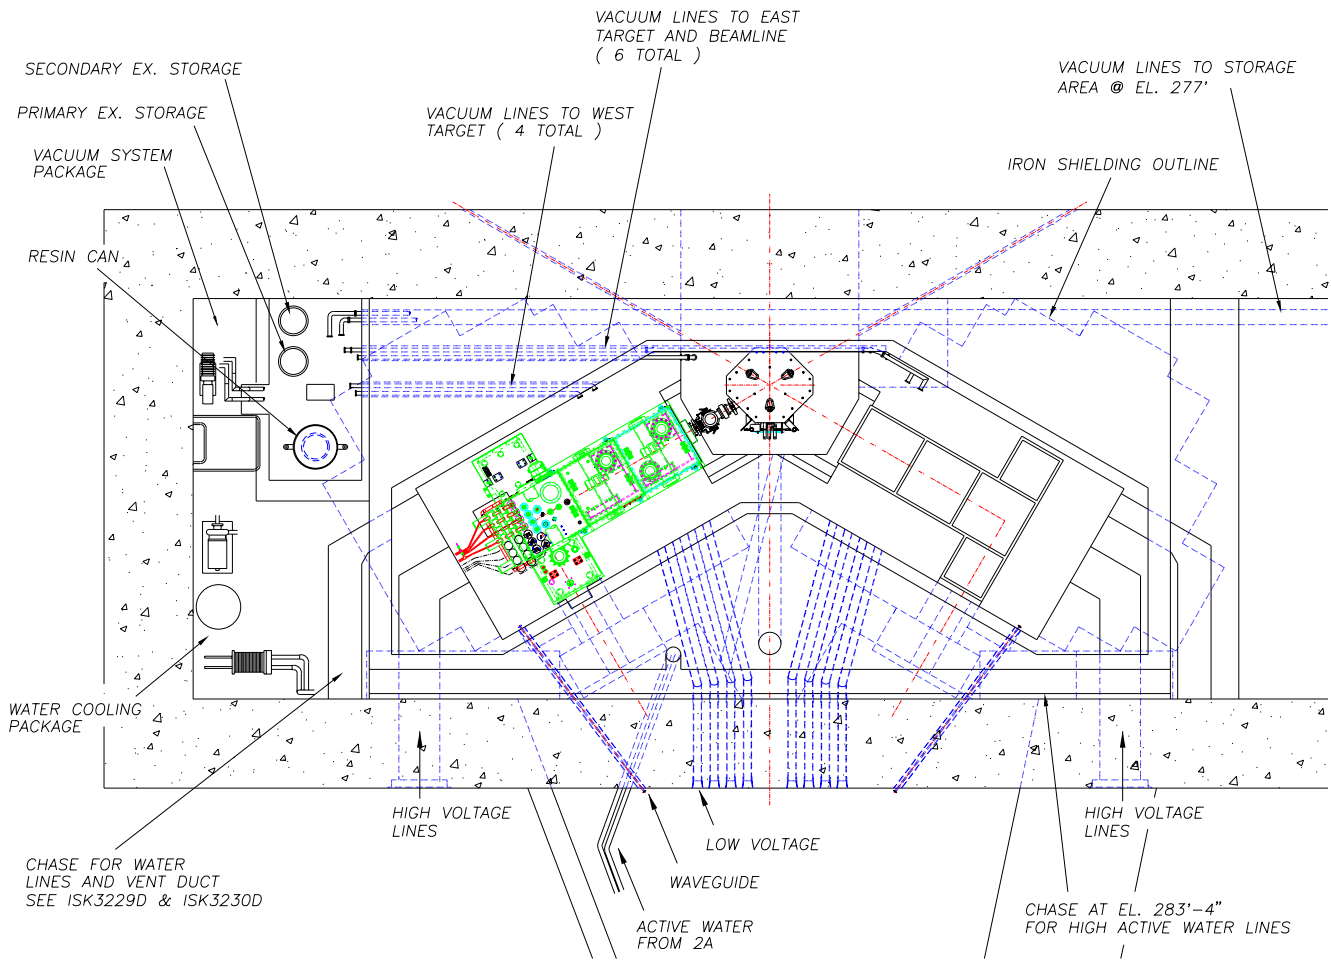 VACUUM LINES TO EAST
TARGET AND BEAMLINE
( 6 TOTAL )
SECONDARY EX. STORAGE
VACUUM LINES TO STORAGE
AREA @ EL. 277'
PRIMARY EX. STORAGE
VACUUM LINES TO WEST
TARGET ( 4 TOTAL )
VACUUM SYSTEM
PACKAGE
IRON SHIELDING OUTLINE
RESIN CAN
WATER COOLING
PACKAGE
HIGH VOLTAGE
LINES
LOW VOLTAGE
HIGH VOLTAGE
LINES
CHASE FOR WATER
LINES AND VENT DUCT
SEE ISK3229D & ISK3230D
WAVEGUIDE
ACTIVE WATER
FROM 2A
CHASE AT EL. 283'-4"
FOR HIGH ACTIVE WATER LINES